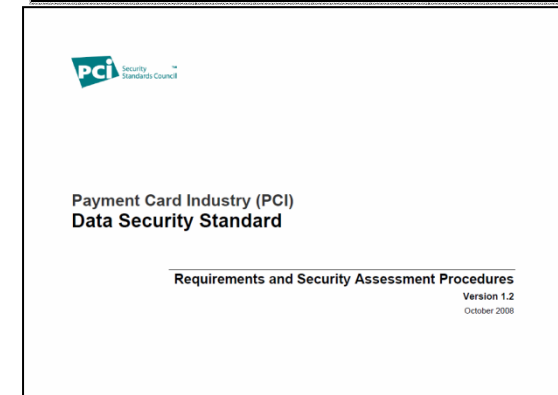 PCI Security ™
Standards Council
Payment Card Industry (PCI)
Data Security Standard
Requirements and Security Assessment Procedures
Version 1.2
October 2008